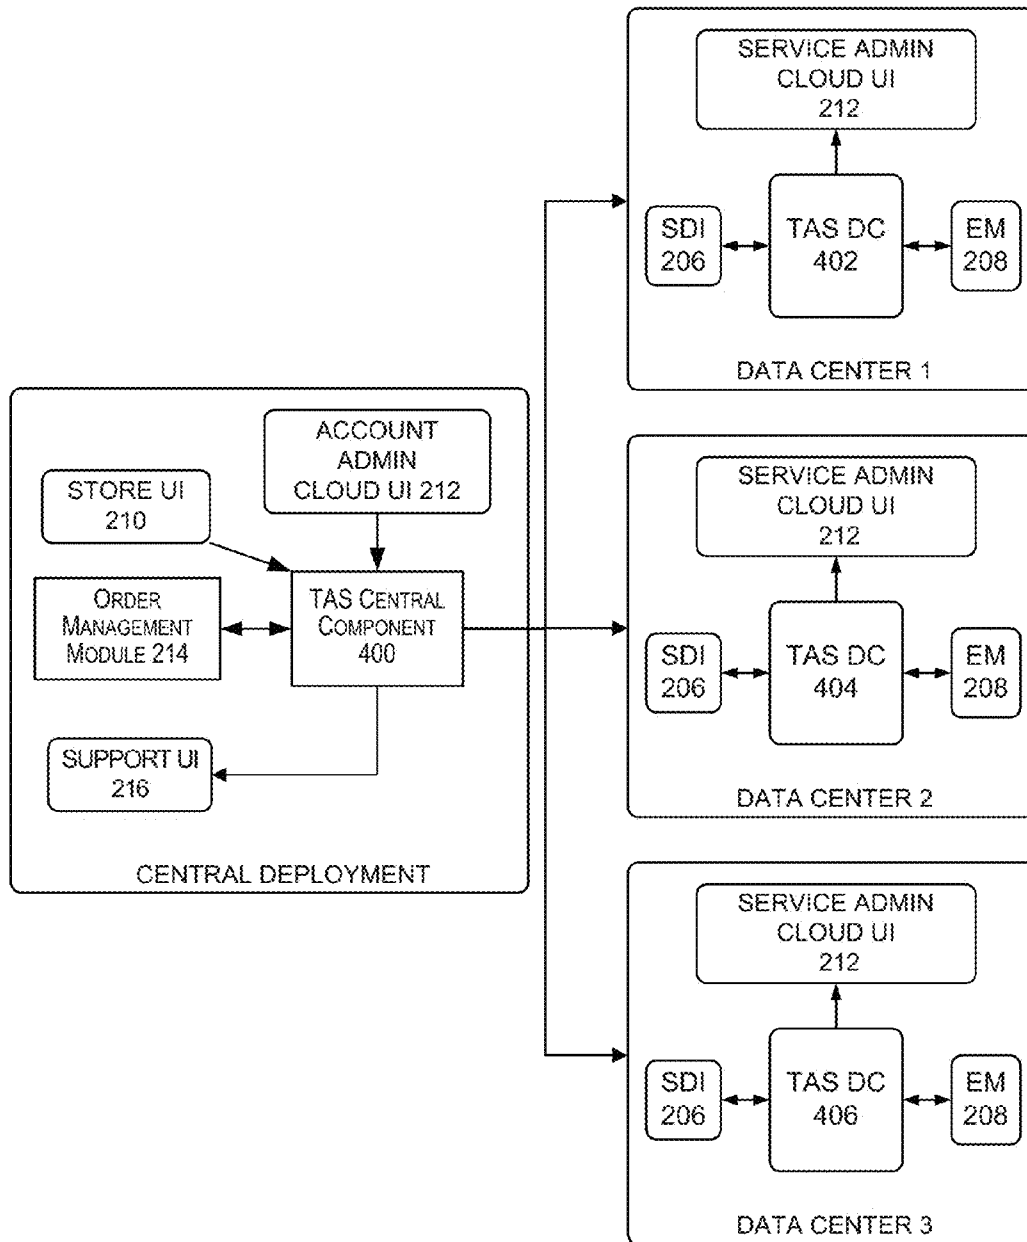 ACCOUNT
ADMIN
CLOUD UI 212
STORE UI
210
ORDER
MANAGEMENT
MODULE 214
TAS CENTRAL
COMPONENT
400
SUPPORT UI
216
CENTRAL DEPLOYMENT
SERVICE ADMIN
CLOUD UI
212
SDI
206
TAS DC
402
EM
208
DATA CENTER 1
SERVICE ADMIN
CLOUD UI
212
SDI
206
TAS DC
404
EM
208
DATA CENTER 2
SERVICE ADMIN
CLOUD UI
212
SDI
206
TAS DC
406
EM
208
DATA CENTER 3